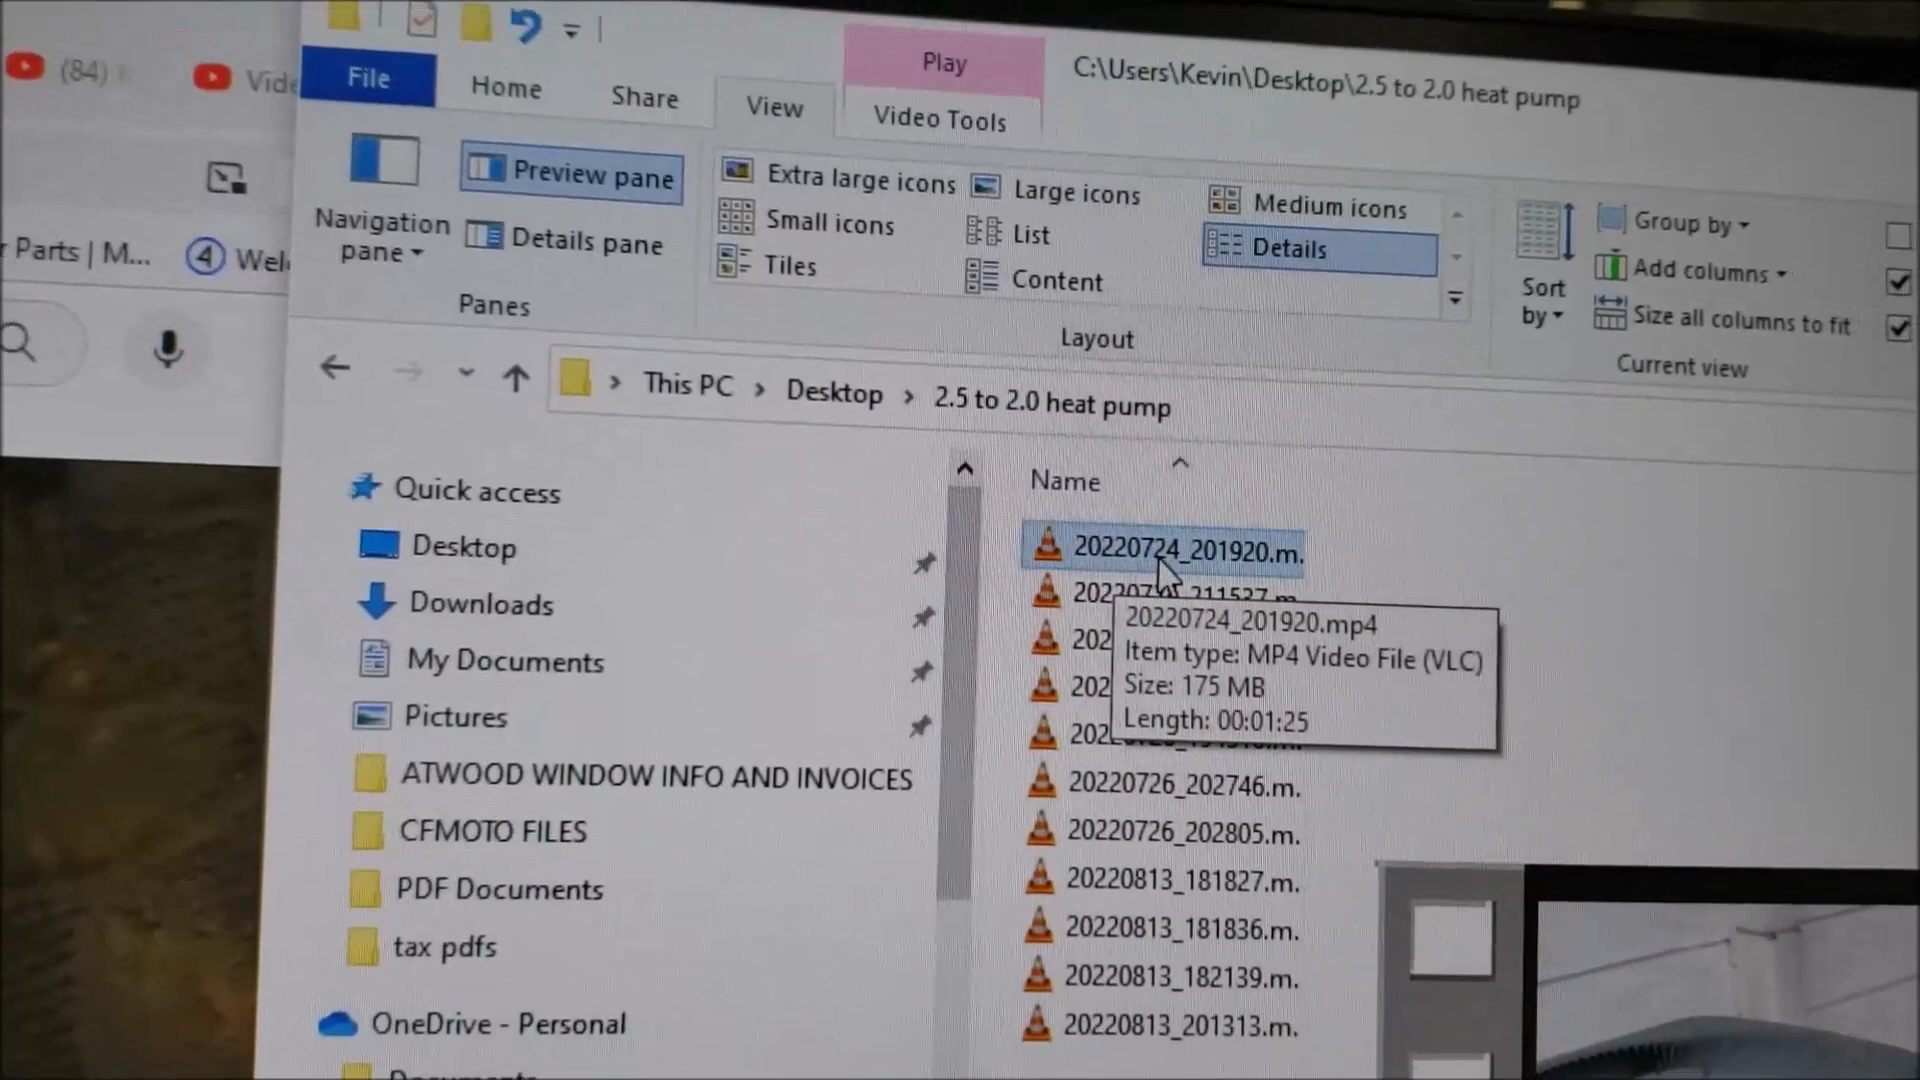 (84)
File
Home
Share
View
Play
Video Tools
C:\Users\Kevin\Desktop\2.5 to 2.0 heat pump
Navigation pane
Preview pane
Details pane
Panes
Extra large icons
Large icons
Medium icons
Small icons
List
Details
Tiles
Content
Layout
Sort by
Group by
Add columns
Size all columns to fit
Current view
Parts | M...
4
This PC > Desktop > 2.5 to 2.0 heat pump
Quick access
Desktop
Downloads
My Documents
Pictures
ATWOOD WINDOW INFO AND INVOICES
CFMOTO FILES
PDF Documents
tax pdfs
OneDrive - Personal
Name
20220724_201920.m.
20220724_201920.mp4
Item type: MP4 Video File (VLC)
Size: 175 MB
Length: 00:01:25
20220726_202746.m.
20220726_202805.m.
20220813_181827.m.
20220813_181836.m.
20220813_182139.m.
20220813_201313.m.